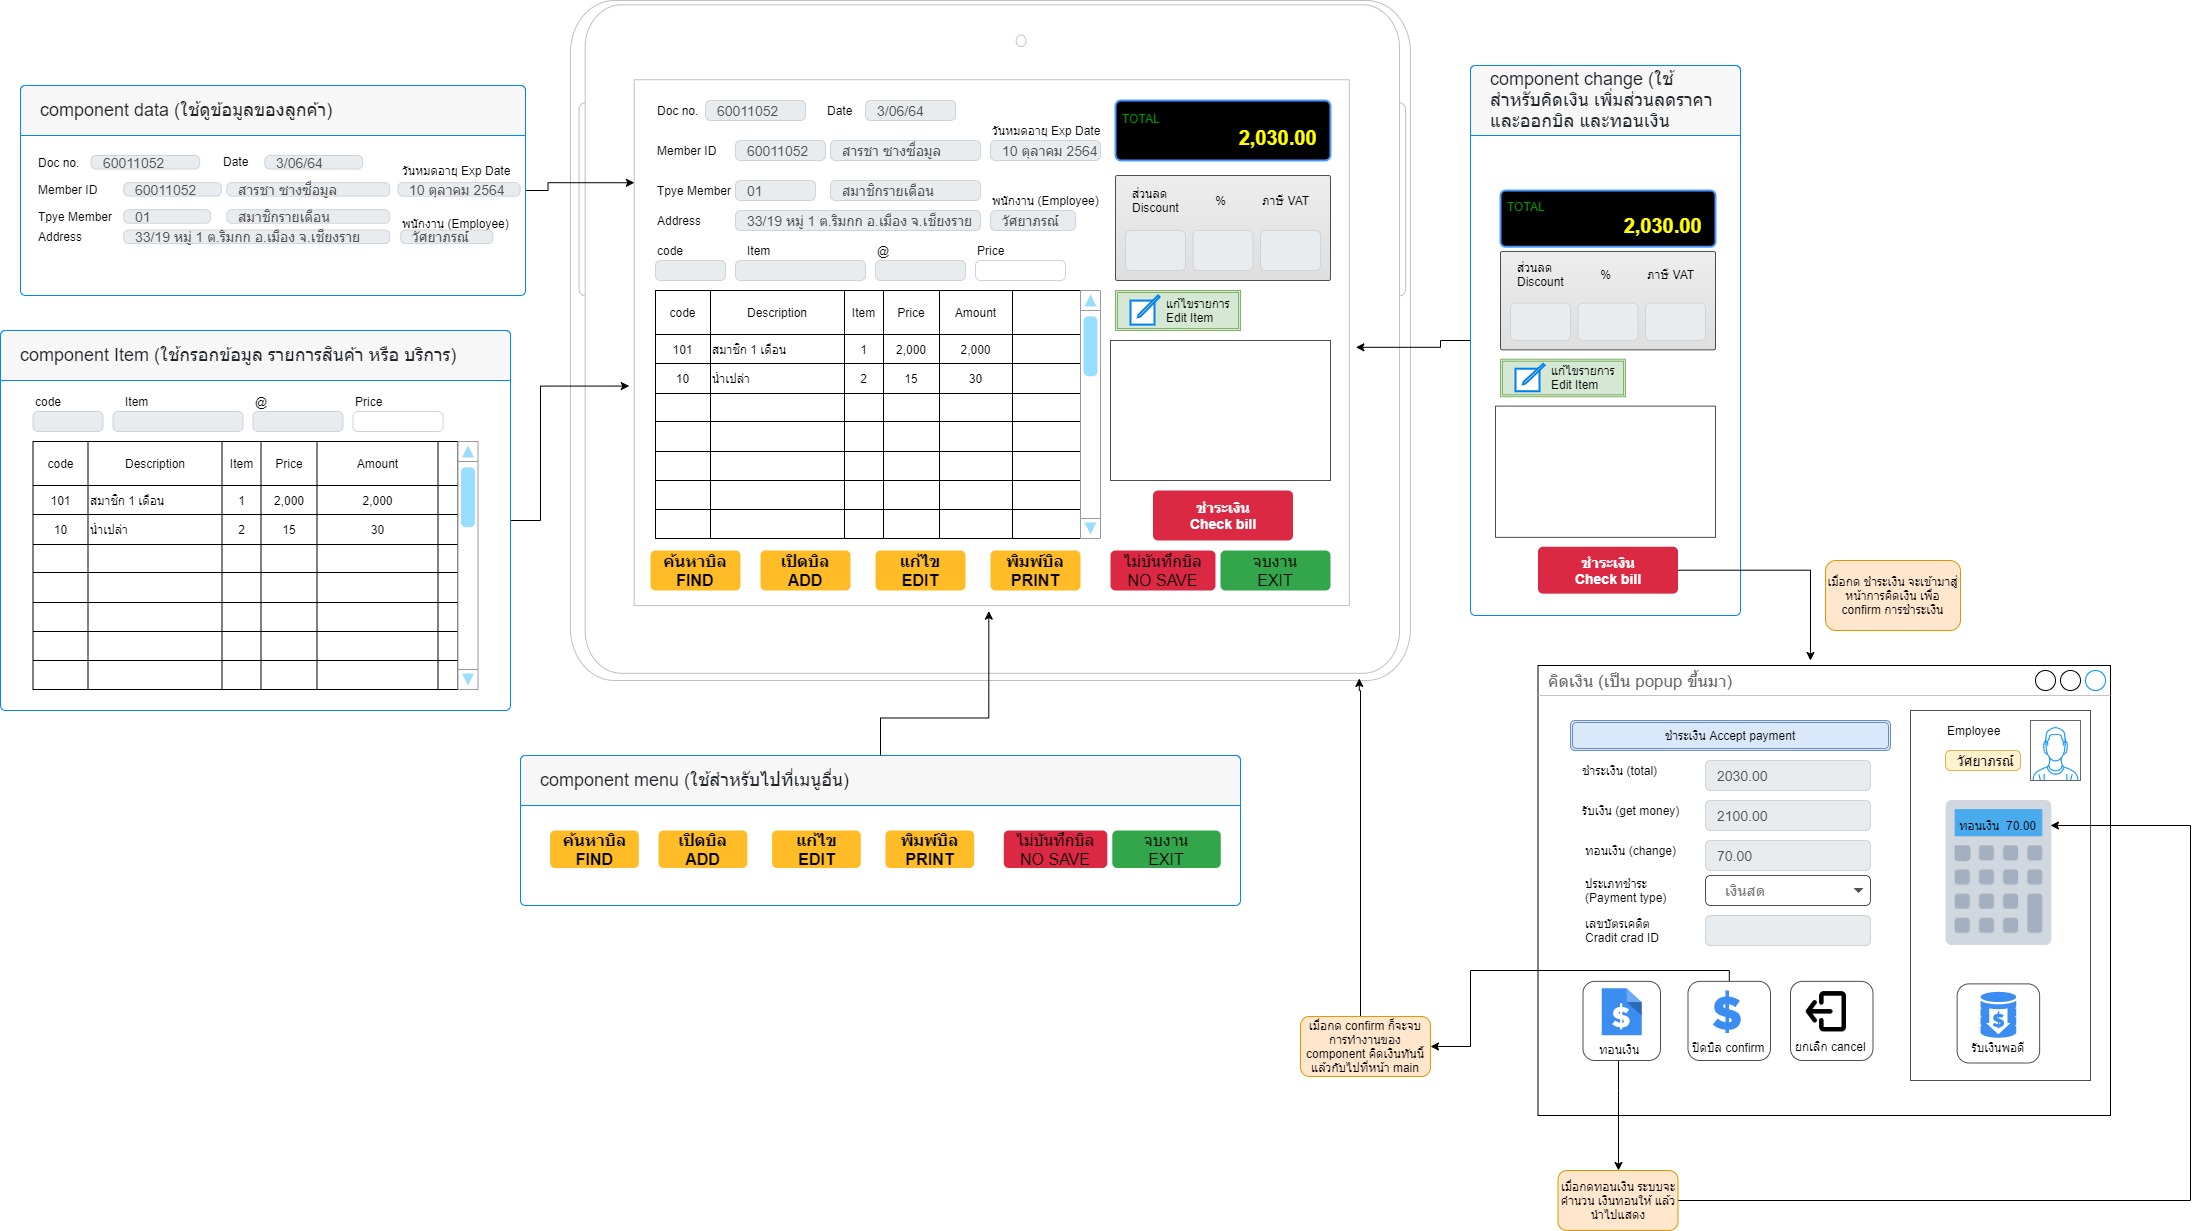 component data (ใช้ดูข้อมูลของลูกค้า)
Doc no. 60011052 Date 3/06/64
วันหมดอายุ Exp Date
Member ID 60011052 สารชา ชางซื่อมูล 10 ตุลาคม 2564
Tpye Member 01 สมาชิกรายเดือน
พนักงาน (Employee)
Address 33/19 หมู่ 1 ต.ริมกก อ.เมือง จ.เชียงราย วัศยาภรณ์
component Item (ใช้กรอกข้อมูล รายการสินค้า หรือ บริการ)
code Item @ Price
code Description Item Price Amount
101 สมาชิก 1 เดือน 1 2,000 2,000
10 น้ำเปล่า 2 15 30
Doc no. 60011052 Date 3/06/64
วันหมดอายุ Exp Date
Member ID 60011052 สารชา ชางซื่อมูล 10 ตุลาคม 2564
Tpye Member 01 สมาชิกรายเดือน
พนักงาน (Employee)
Address 33/19 หมู่ 1 ต.ริมกก อ.เมือง จ.เชียงราย วัศยาภรณ์
code Item @ Price
code Description Item Price Amount
101 สมาชิก 1 เดือน 1 2,000 2,000
10 น้ำเปล่า 2 15 30
TOTAL
2,030.00
ส่วนลด
Discount % ภาษี VAT
แก้ไขรายการ
Edit Item
ชำระเงิน
Check bill
ค้นหาบิล
FIND
เปิดบิล
ADD
แก้ไข
EDIT
พิมพ์บิล
PRINT
ไม่บันทึกบิล
NO SAVE
จบงาน
EXIT
component change (ใช้
สำหรับคิดเงิน เพิ่มส่วนลดราคา
และออกบิล และทอนเงิน
TOTAL
2,030.00
ส่วนลด
Discount % ภาษี VAT
แก้ไขรายการ
Edit Item
ชำระเงิน
Check bill
เมื่อกด ชำระเงิน จะเข้ามาสู่
หน้าการคิดเงิน เพื่อ
confirm การชำระเงิน
component menu (ใช้สำหรับไปที่เมนูอื่น)
ค้นหาบิล
FIND
เปิดบิล
ADD
แก้ไข
EDIT
พิมพ์บิล
PRINT
ไม่บันทึกบิล
NO SAVE
จบงาน
EXIT
คิดเงิน (เป็น popup ขึ้นมา)
ชำระเงิน Accept payment
ชำระเงิน (total) 2030.00
รับเงิน (get money) 2100.00
ทอนเงิน (change) 70.00
ประเภทชำระ
(Payment type) เงินสด
เลขบัตรเคดิต
Cradit crad ID
Employee
วัศยาภรณ์
ทอนเงิน 70.00
ทอนเงิน
ปิดบิล confirm
ยกเลิก cancel
รับเงินพอดี
เมื่อกด confirm ก็จะจบ
การทำงานของ
component คิดเงินทันนี้
แล้วกับไปที่หน้า main
เมื่อกดทอนเงิน ระบบจะ
คำนวน เงินทอนให้ แล้ว
นำไปแสดง